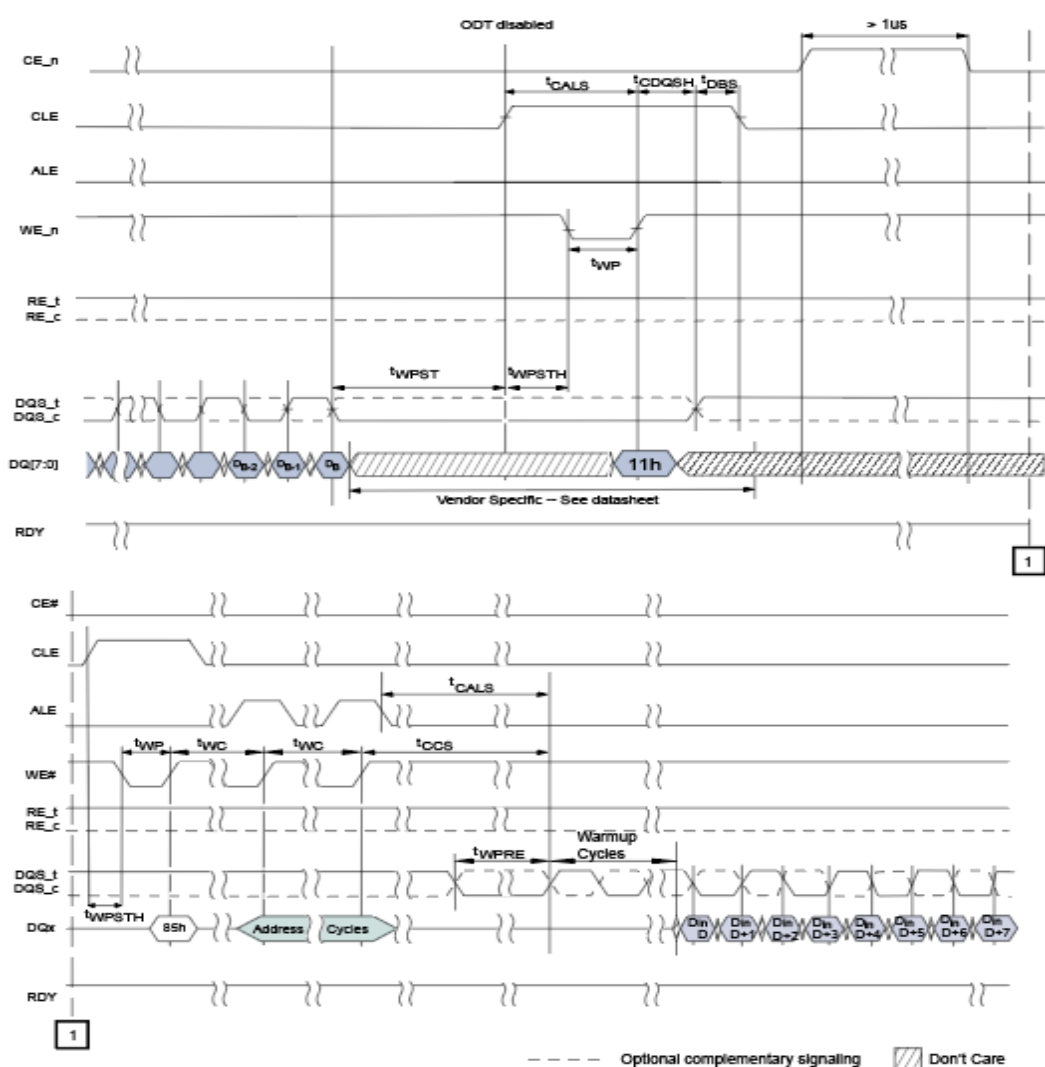 ODT disabled
> 1us
CE_n
tCALS tCDQSH tDBS
CLE
ALE
WE_n
tWP
RE_t
RE_c
tWPST tWPSTH
DQS_t
DQS_c
DQ[7:0] DB-2 DB-1 DB 11h
Vendor Specific -- See datasheet
RDY
1
CE#
CLE
tCALS
ALE
tWP tWC tWC tCCS
WE#
RE_t
RE_c
tWPRE Warmup Cycles
DQS_t
DQS_c
tWPSTH
DQx 85h Address Cycles Din D Din D+1 Din D+2 Din D+3 Din D+4 Din D+5 Din D+6 Din D+7
RDY
1
Optional complementary signaling Don't Care